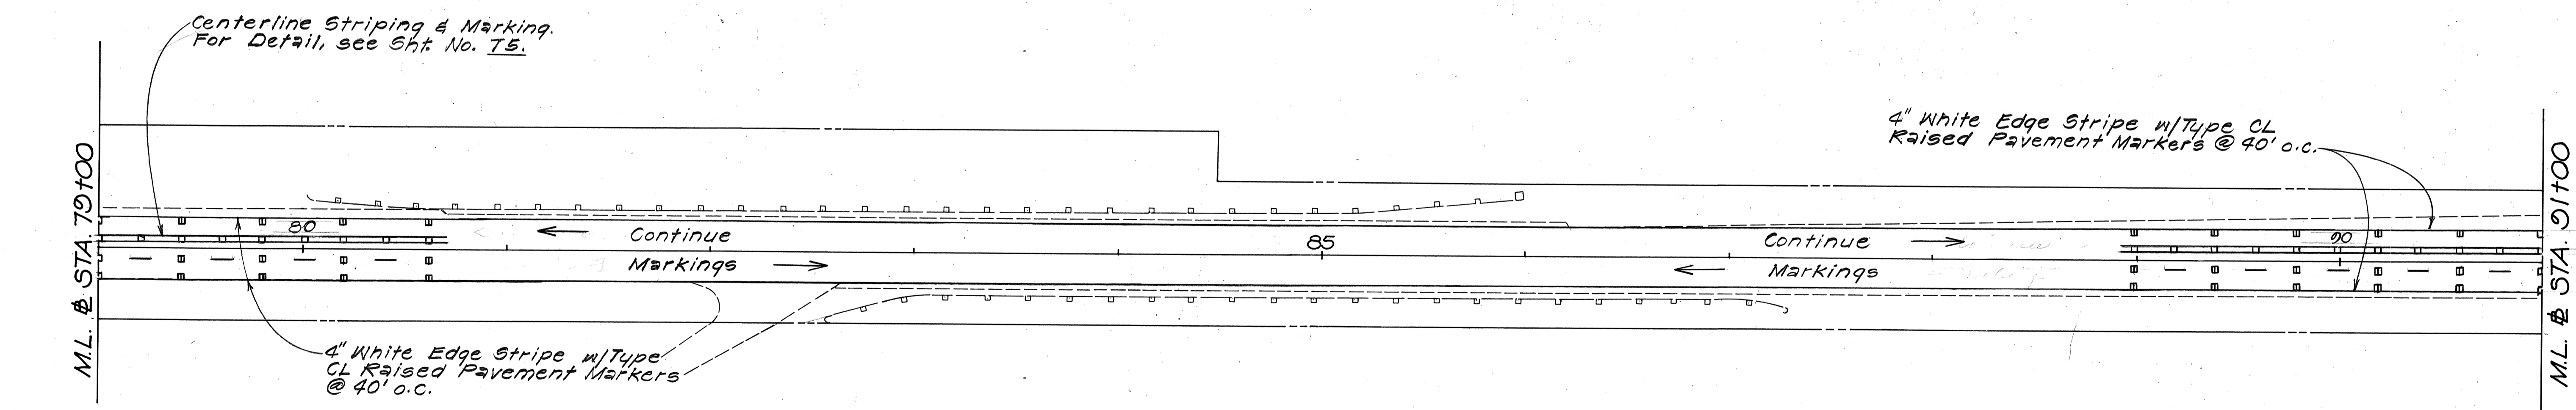 Centerline Striping & Marking.
For Detail, see Sht. No. T5.
4" White Edge Stripe w/Type CL
Raised Pavement Markers @ 40' o.c.
M.L. ⅊ STA. 79+00
80
Continue
Markings
85
Continue
Markings
90
M.L. ⅊ STA. 91+00
4" White Edge Stripe w/Type
CL Raised Pavement Markers
@ 40' o.c.